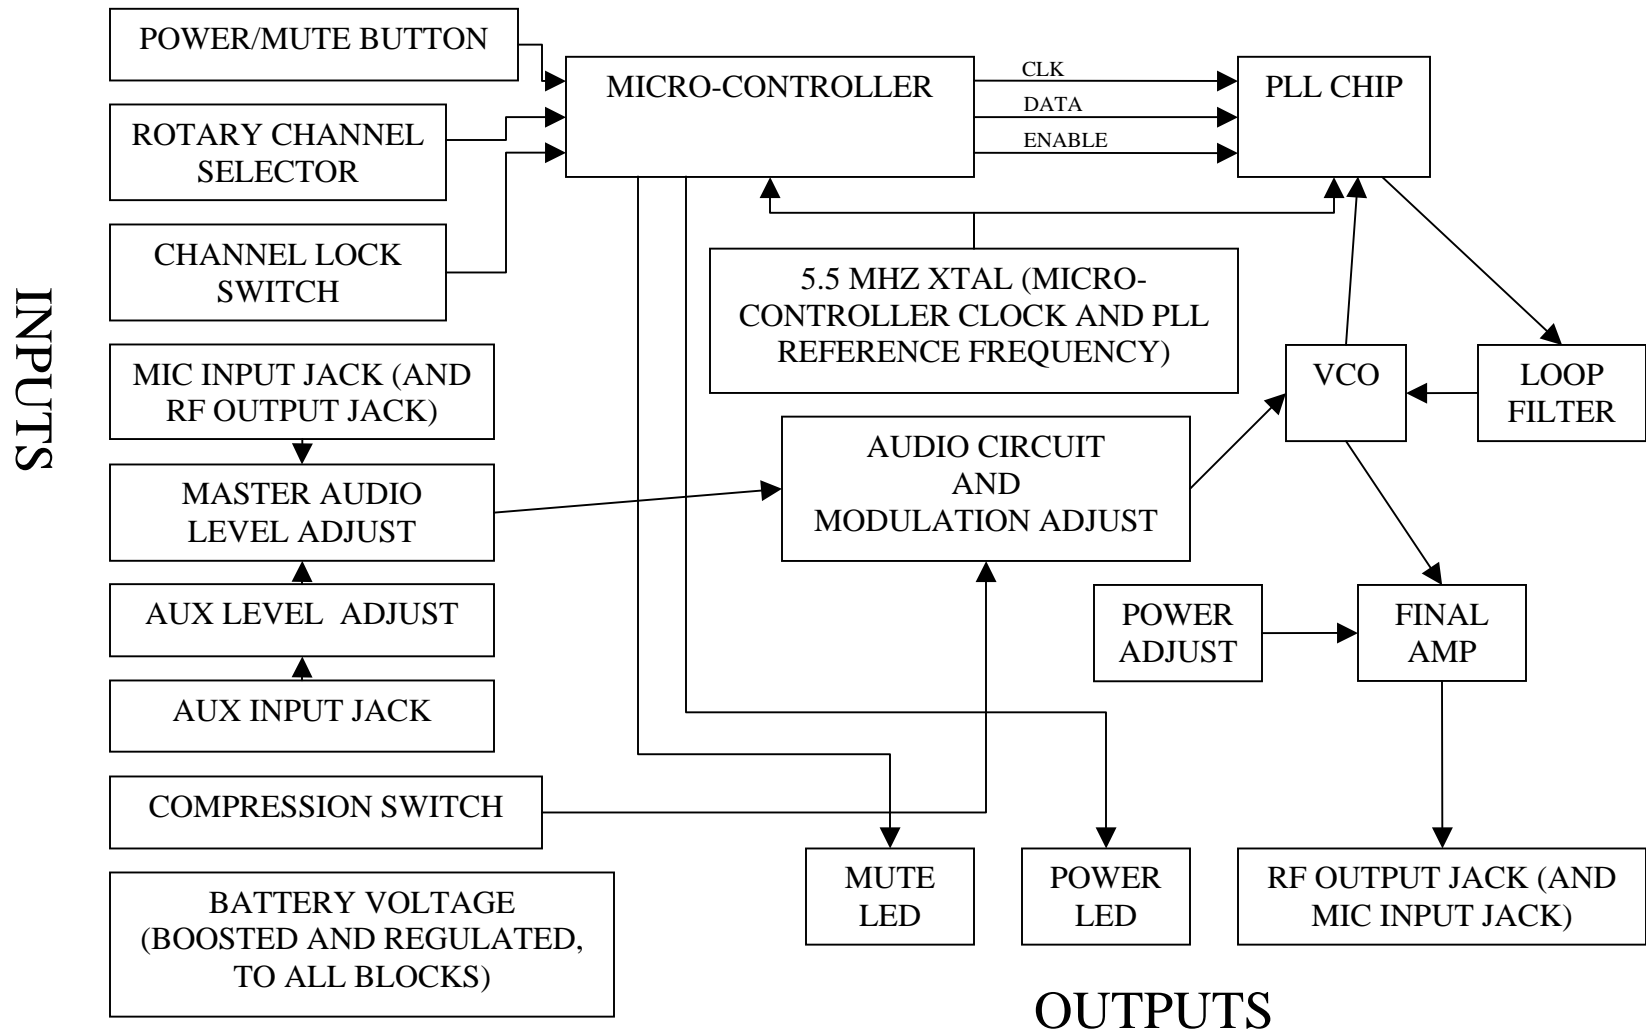 POWER/MUTE BUTTON
ROTARY CHANNEL
SELECTOR
CHANNEL LOCK
SWITCH
MIC INPUT JACK (AND
RF OUTPUT JACK)
MASTER AUDIO
LEVEL ADJUST
AUX LEVEL ADJUST
AUX INPUT JACK
COMPRESSION SWITCH
BATTERY VOLTAGE
(BOOSTED AND REGULATED,
TO ALL BLOCKS)
INPUTS
MICRO-CONTROLLER
CLK
DATA
ENABLE
PLL CHIP
5.5 MHZ XTAL (MICRO-
CONTROLLER CLOCK AND PLL
REFERENCE FREQUENCY)
VCO
LOOP
FILTER
AUDIO CIRCUIT
AND
MODULATION ADJUST
POWER
ADJUST
FINAL
AMP
MUTE
LED
POWER
LED
RF OUTPUT JACK (AND
MIC INPUT JACK)
OUTPUTS